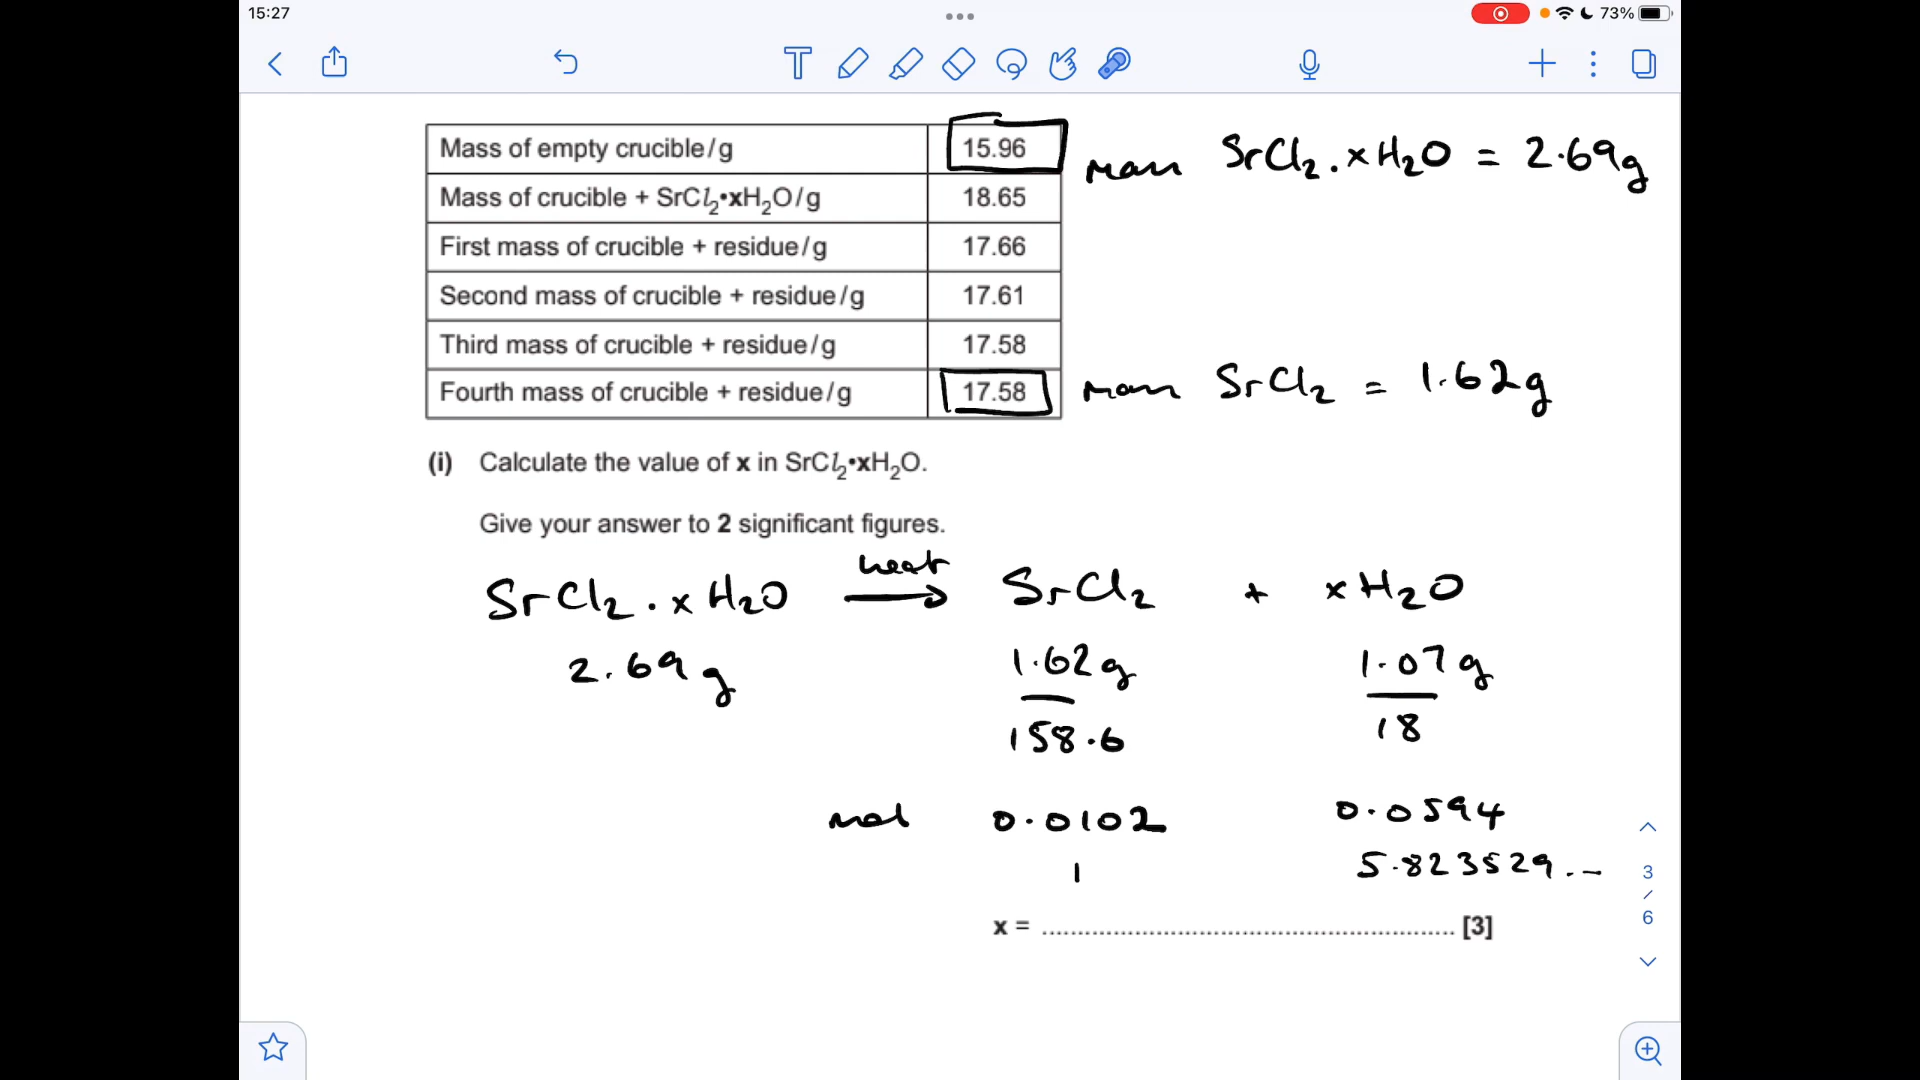 15:27
73%
Mass of empty crucible/g 15.96
mass SrCl2.xH2O = 2.69g
Mass of crucible + SrCl2•xH2O/g 18.65
First mass of crucible + residue/g 17.66
Second mass of crucible + residue/g 17.61
Third mass of crucible + residue/g 17.58
Fourth mass of crucible + residue/g 17.58
mass SrCl2 = 1.62g
(i) Calculate the value of x in SrCl2•xH2O.
Give your answer to 2 significant figures.
heat
SrCl2.xH2O → SrCl2 + xH2O
2.69g 1.62g 1.07g
158.6 18
mol 0.0102 0.0594
1 5.823529...
x = .......................................................... [3]
3
/
6